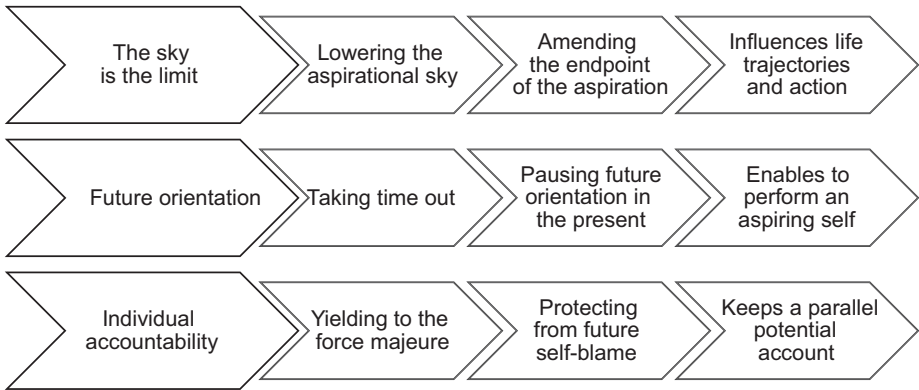 The sky
is the limit
Lowering the
aspirational sky
Amending
the endpoint
of the aspiration
Influences life
trajectories
and action
Future orientation
Taking time out
Pausing future
orientation in
the present
Enables to
perform an
aspiring self
Individual
accountability
Yielding to the
force majeure
Protecting
from future
self-blame
Keeps a parallel
potential
account